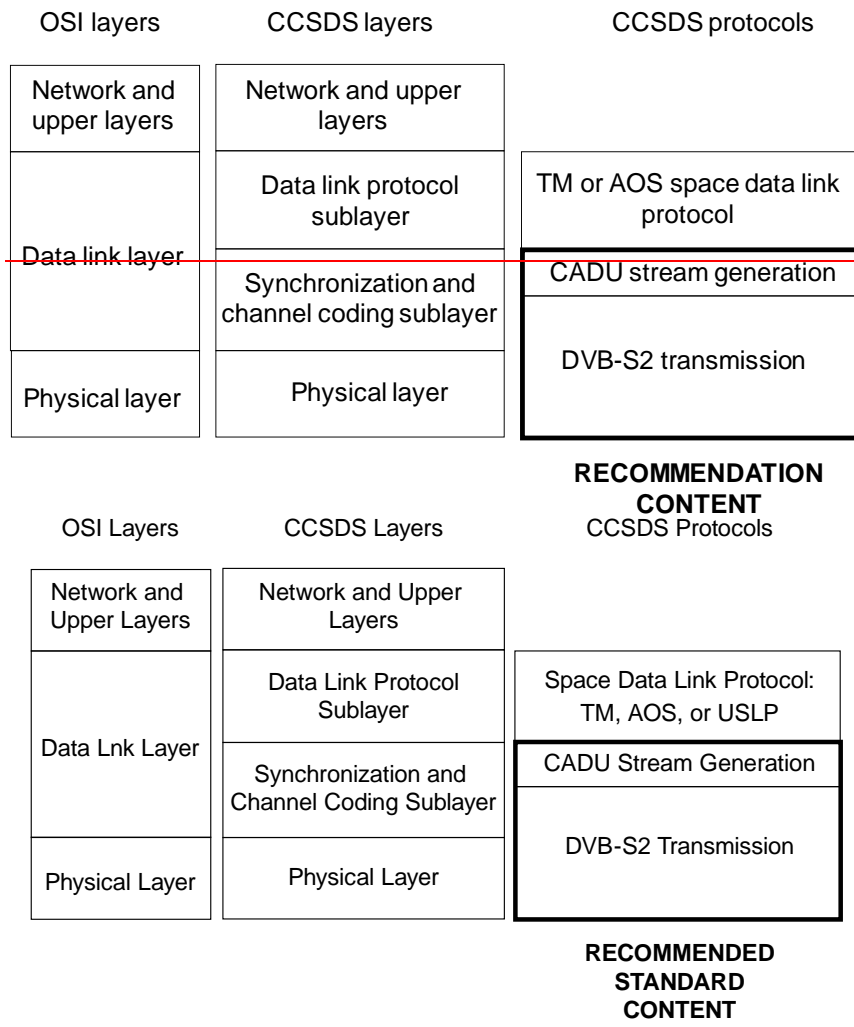 OSI layers
CCSDS layers
CCSDS protocols
Network and
upper layers
Network and upper
layers
Data link protocol
sublayer
TM or AOS space data link
protocol
Data link layer
CADU stream generation
Synchronization and
channel coding sublayer
DVB-S2 transmission
Physical layer
Physical layer
RECOMMENDATION
CONTENT
OSI Layers
CCSDS Layers
CCSDS Protocols
Network and
Upper Layers
Network and Upper
Layers
Data Link Protocol
Sublayer
Space Data Link Protocol:
TM, AOS, or USLP
Data Lnk Layer
CADU Stream Generation
Synchronization and
Channel Coding Sublayer
DVB-S2 Transmission
Physical Layer
Physical Layer
RECOMMENDED
STANDARD
CONTENT